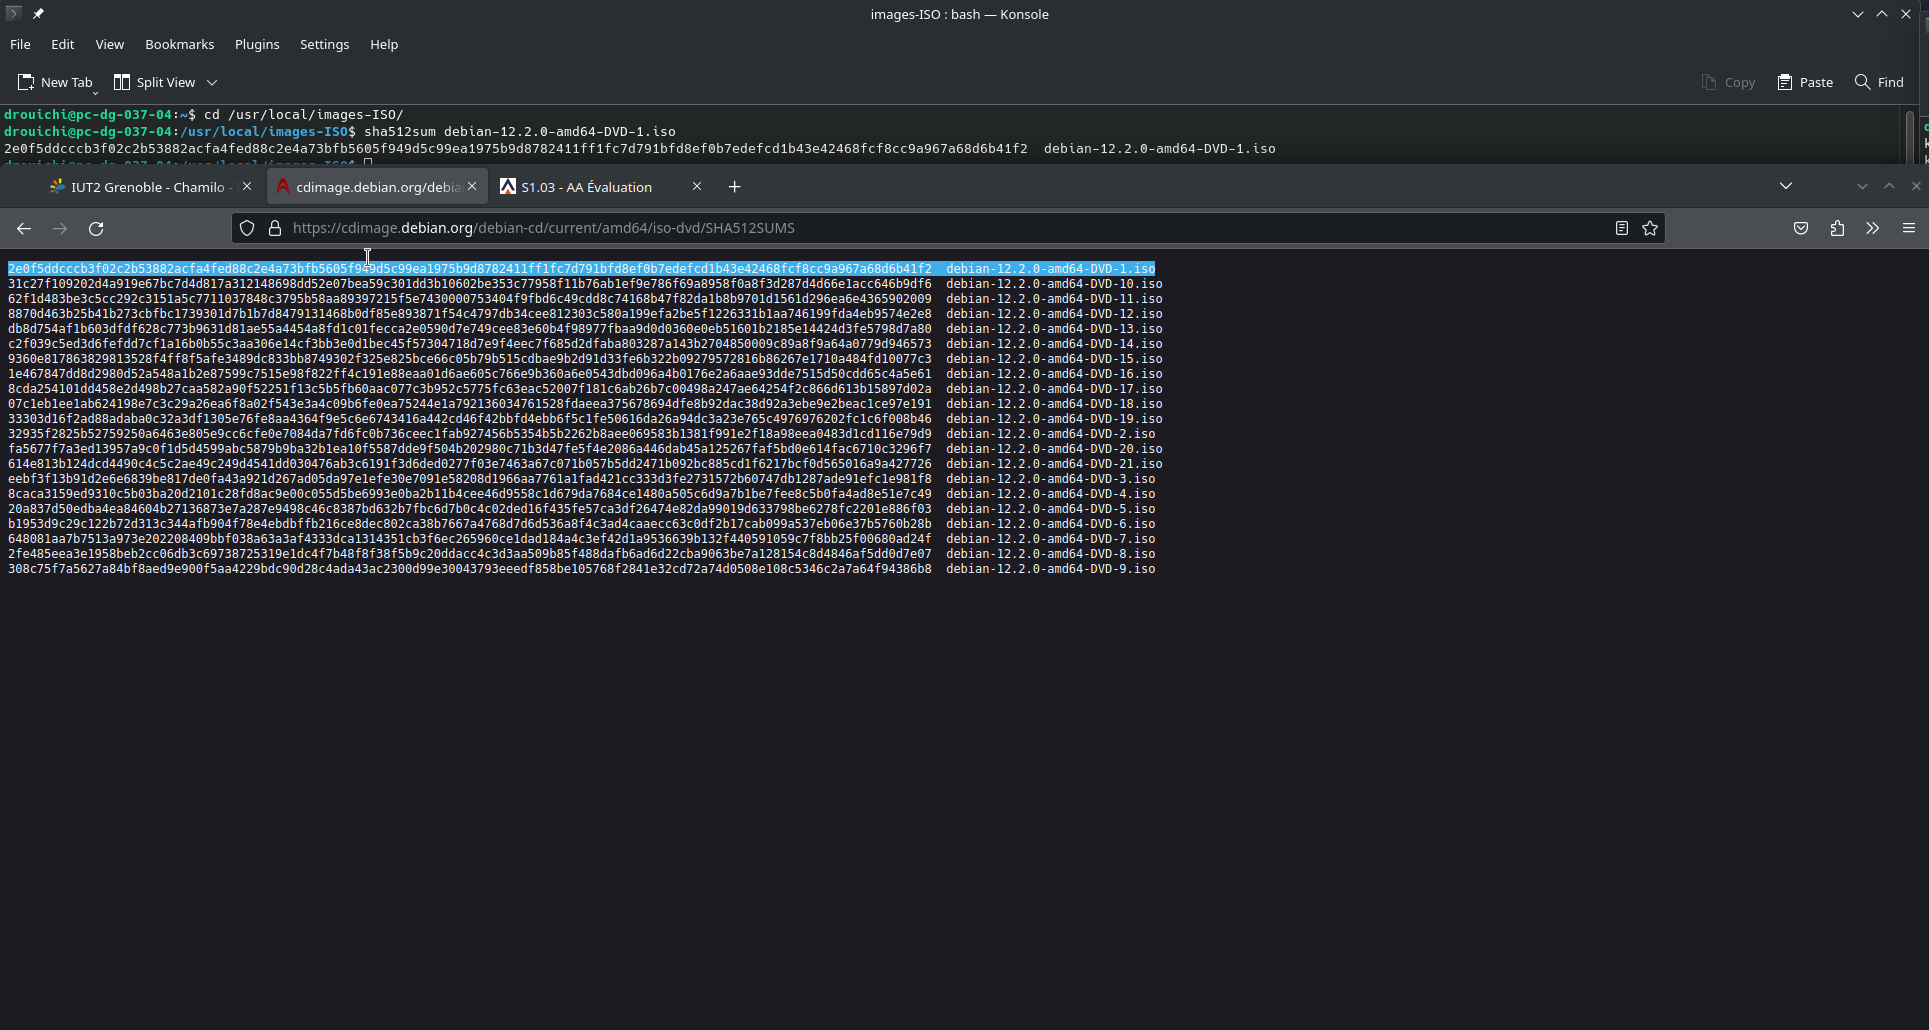 images-ISO : bash — Konsole
File Edit View Bookmarks Plugins Settings Help
New Tab Split View Copy Paste Find
drouichi@pc-dg-037-04:~$ cd /usr/local/images-ISO/
drouichi@pc-dg-037-04:/usr/local/images-ISO$ sha512sum debian-12.2.0-amd64-DVD-1.iso
2e0f5ddcccb3f02c2b53882acfa4fed88c2e4a73bfb5605f949d5c99ea1975b9d8782411ff1fc7d791bfd8ef0b7edefcd1b43e42468fcf8cc9a967a68d6b41f2 debian-12.2.0-amd64-DVD-1.iso
IUT2 Grenoble - Chamilo - cdimage.debian.org/debia S1.03 - AA Évaluation
https://cdimage.debian.org/debian-cd/current/amd64/iso-dvd/SHA512SUMS
2e0f5ddcccb3f02c2b53882acfa4fed88c2e4a73bfb5605f949d5c99ea1975b9d8782411ff1fc7d791bfd8ef0b7edefcd1b43e42468fcf8cc9a967a68d6b41f2 debian-12.2.0-amd64-DVD-1.iso
31c27f109202d4a919e67bc7d4d817a312148698dd52e07bea59c301dd3b10602be353c77958f11b76ab1ef9e786f69a8958f0a8f3d287d4d66e1acc646b9df6 debian-12.2.0-amd64-DVD-10.iso
62f1d483be3c5cc292c3151a5c7711037848c3795b58aa89397215f5e7430000753404f9fbd6c49cdd8c74168b47f82da1b8b9701d1561d296ea6e4365902009 debian-12.2.0-amd64-DVD-11.iso
8870d463b25b41b273cbfbc1739301d7b1b7d8479131468b0df85e893871f54c4797db34cee812303c580a199efa2be5f1226331b1aa746199fda4eb9574e2e8 debian-12.2.0-amd64-DVD-12.iso
db8d754af1b603dfdf628c773b9631d81ae55a4454a8fd1c01fecca2e0590d7e749cee83e60b4f98977fbaa9d0d0360e0eb51601b2185e14424d3fe5798d7a80 debian-12.2.0-amd64-DVD-13.iso
c2f039c5ed3d6fefdd7cf1a16b0b55c3aa306e14cf3bb3e0d1bec45f57304718d7e9f4eec7f685d2dfaba803287a143b2704850009c89a8f9a64a0779d946573 debian-12.2.0-amd64-DVD-14.iso
9360e817863829813528f4ff8f5afe3489dc833bb8749302f325e825bce66c05b79b515cdbae9b2d91d33fe6b322b09279572816b86267e1710a484fd10077c3 debian-12.2.0-amd64-DVD-15.iso
1e467847dd8d2980d52a548a1b2e87599c7515e98f822ff4c191e88eaa01d6ae605c766e9b360a6e0543dbd096a4b0176e2a6aae93dde7515d50cdd65c4a5e61 debian-12.2.0-amd64-DVD-16.iso
8cda254101dd458e2d498b27caa582a90f52251f13c5b5fb60aac077c3b952c5775fc63eac52007f181c6ab26b7c00498a247ae64254f2c866d613b15897d02a debian-12.2.0-amd64-DVD-17.iso
07c1eb1ee1ab624198e7c3c29a26ea6f8a02f543e3a4c09b6fe0ea75244e1a792136034761528fdaeea375678694dfe8b92dac38d92a3ebe9e2beac1ce97e191 debian-12.2.0-amd64-DVD-18.iso
33303d16f2ad88adaba0c32a3df1305e76fe8aa4364f9e5c6e6743416a442cd46f42bbfd4ebb6f5c1fe50616da26a94dc3a23e765c4976976202fc1c6f008b46 debian-12.2.0-amd64-DVD-19.iso
32935f2825b52759250a6463e805e9cc6cfe0e7084da7fd6fc0b736ceec1fab927456b5354b5b2262b8aee069583b1381f991e2f18a98eea0483d1cd116e79d9 debian-12.2.0-amd64-DVD-2.iso
fa5677f7a3ed13957a9c0f1d5d4599abc5879b9ba32b1ea10f5587dde9f504b202980c71b3d47fe5f4e2086a446dab45a125267faf5bd0e614fac6710c3296f7 debian-12.2.0-amd64-DVD-20.iso
614e813b124dcd4490c4c5c2ae49c249d4541dd030476ab3c6191f3d6ded0277f03e7463a67c071b057b5dd2471b092bc885cd1f6217bcf0d565016a9a427726 debian-12.2.0-amd64-DVD-21.iso
eebf3f13b91d2e6e6839be817de0fa43a921d267ad05da97e1efe30e7091e58208d1966aa7761a1fad421cc333d3fe2731572b60747db1287ade91efc1e981f8 debian-12.2.0-amd64-DVD-3.iso
8caca3159ed9310c5b03ba20d2101c28fd8ac9e00c055d5be6993e0ba2b11b4cee46d9558c1d679da7684ce1480a505c6d9a7b1be7fee8c5b0fa4ad8e51e7c49 debian-12.2.0-amd64-DVD-4.iso
20a837d50edba4ea84604b27136873e7a287e9498c46c8387bd632b7fbc6d7b0c4c02ded16f435fe57ca3df26474e82da99019d633798be6278fc2201e886f03 debian-12.2.0-amd64-DVD-5.iso
b1953d9c29c122b72d313c344afb904f78e4ebdbffb216ce8dec802ca38b7667a4768d7d6d536a8f4c3ad4caaecc63c0df2b17cab099a537eb06e37b5760b28b debian-12.2.0-amd64-DVD-6.iso
648081aa7b7513a973e202208409bbf038a63a3af4333dca1314351cb3f6ec265960ce1dad184a4c3ef42d1a9536639b132f440591059c7f8bb25f00680ad24f debian-12.2.0-amd64-DVD-7.iso
2fe485eea3e1958beb2cc06db3c69738725319e1dc4f7b48f8f38f5b9c20ddacc4c3d3aa509b85f488dafb6ad6d22cba9063be7a128154c8d4846af5dd0d7e07 debian-12.2.0-amd64-DVD-8.iso
308c75f7a5627a84bf8aed9e900f5aa4229bdc90d28c4ada43ac2300d99e30043793eeedf858be105768f2841e32cd72a74d0508e108c5346c2a7a64f94386b8 debian-12.2.0-amd64-DVD-9.iso